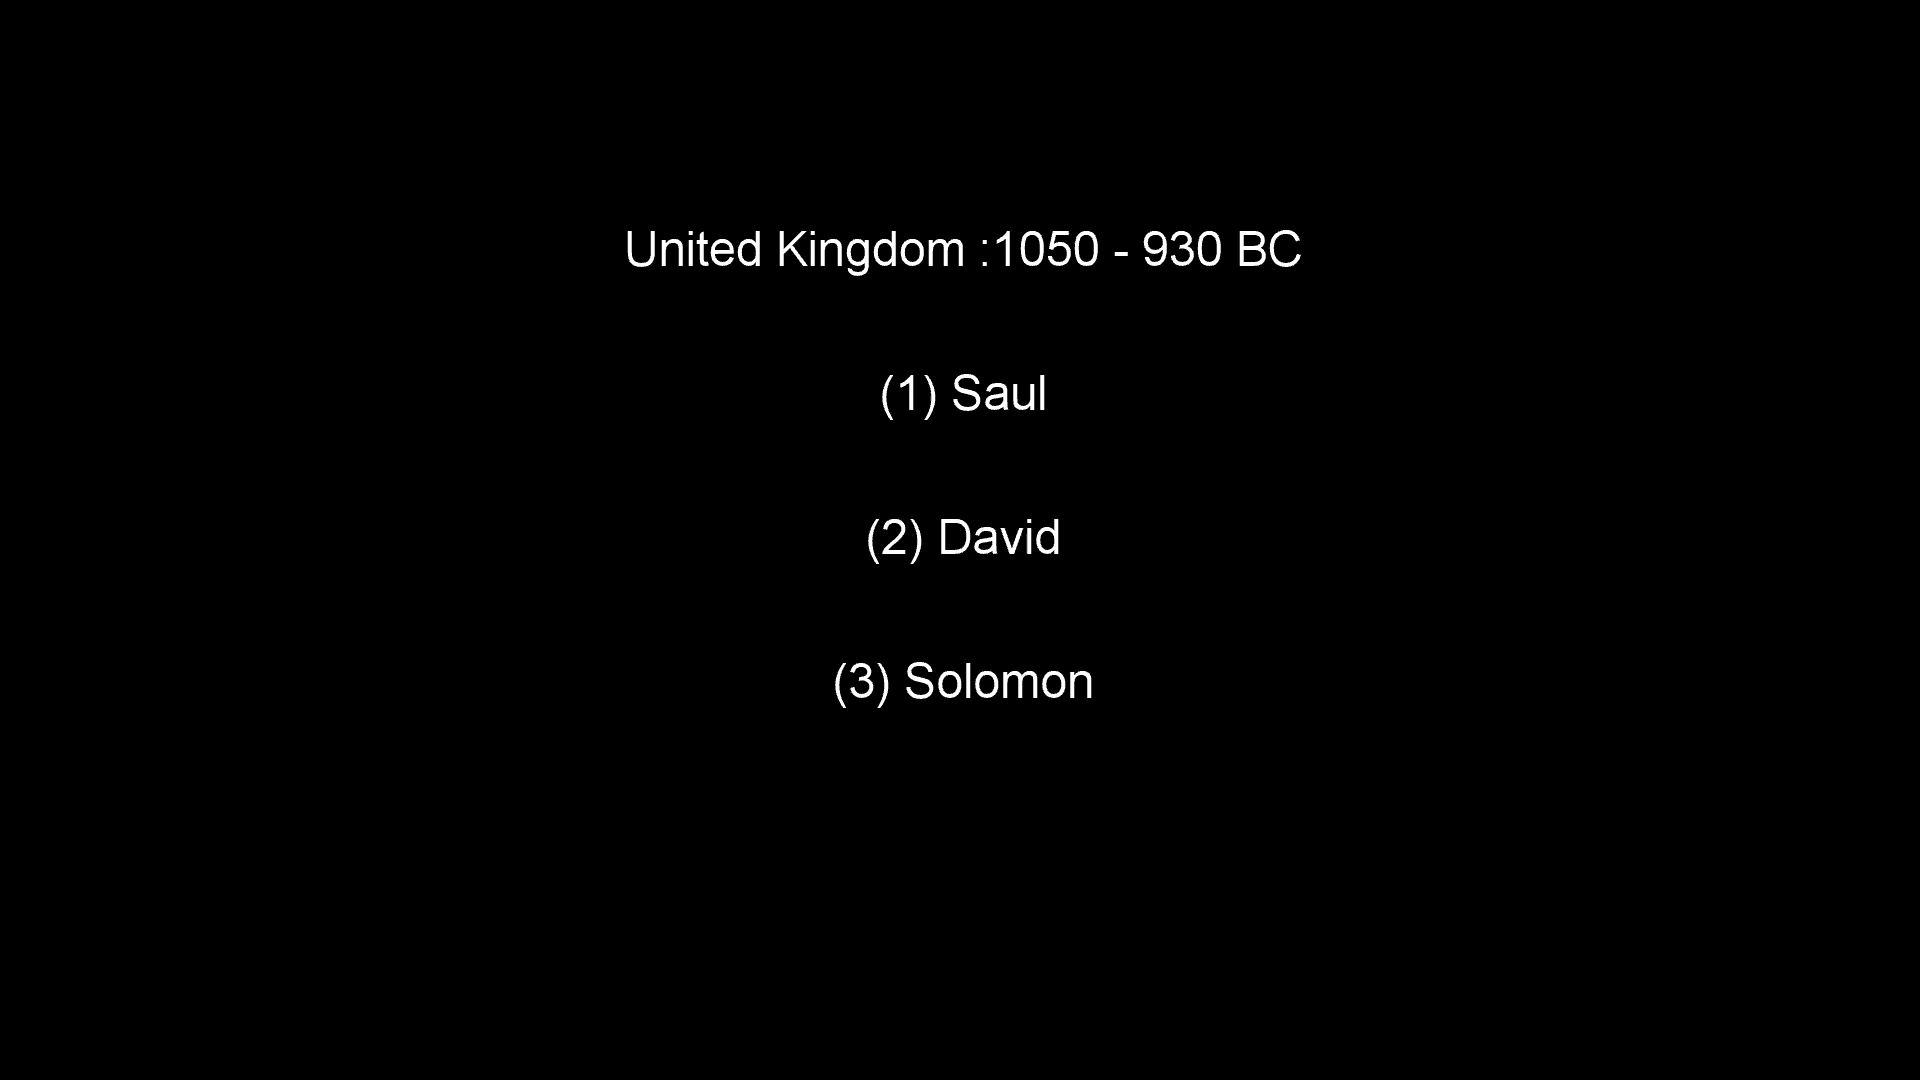 United Kingdom :1050 - 930 BC
(1) Saul
(2) David
(3) Solomon